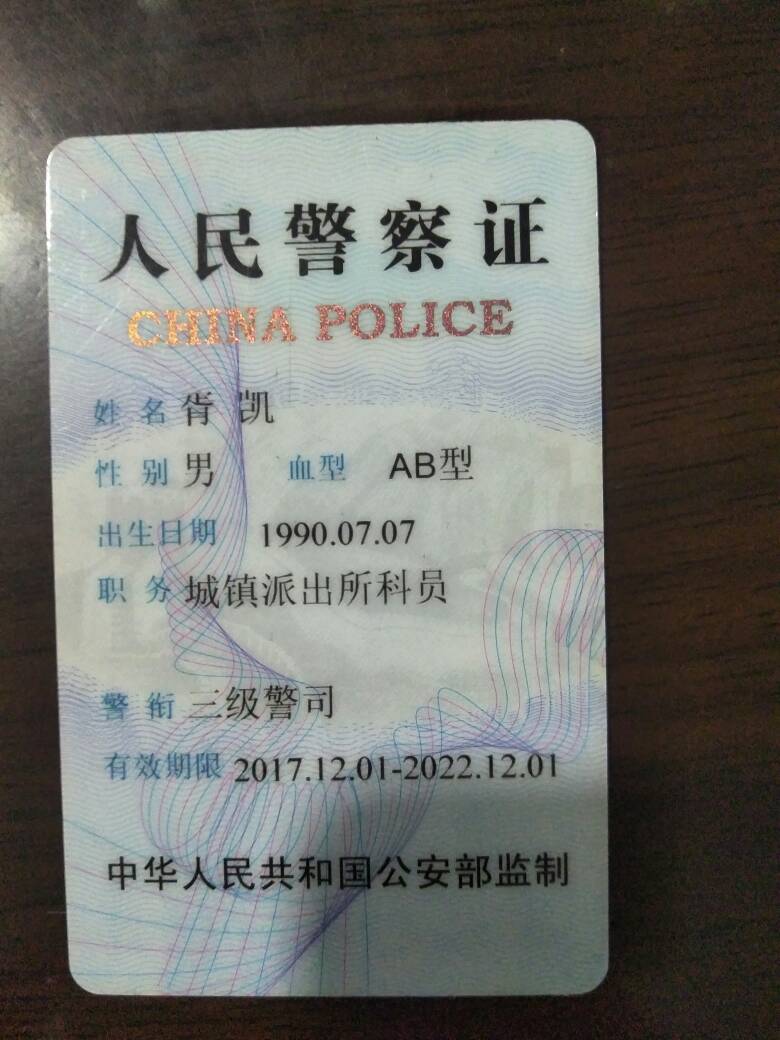 人民警察证
CHINA POLICE
姓 名 胥 凯
性 别 男 血型 AB型
出生日期 1990.07.07
职 务 城镇派出所科员
警 衔 三级警司
有效期限 2017.12.01-2022.12.01
中华人民共和国公安部监制